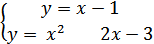 y = x − 1
y = x²  2x − 3